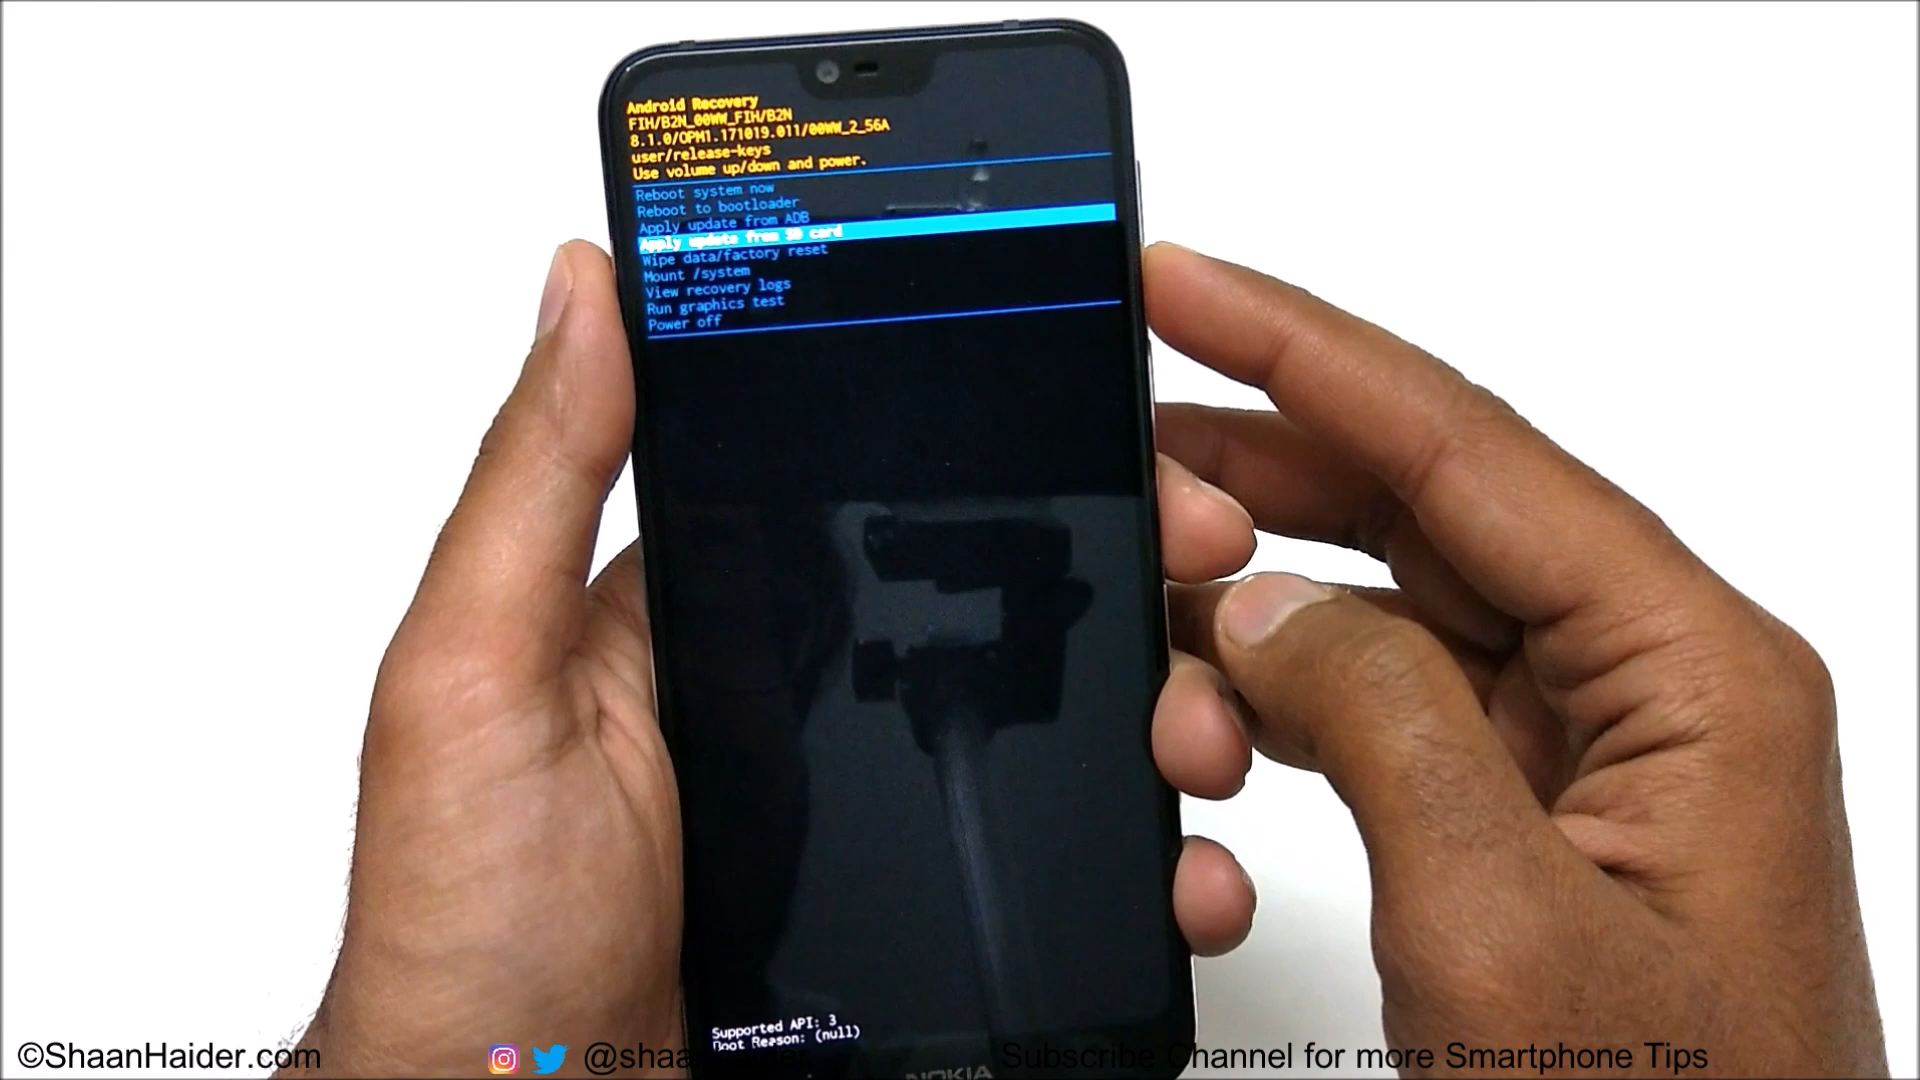 Android Recovery
FIH/B2N_00WW_FIH/B2N
8.1.0/OPM1.171019.011/00WW_2_56A
user/release-keys
Use volume up/down and power.
Reboot system now
Reboot to bootloader
Apply update from ADB
Apply update from SD card
Wipe data/factory reset
Mount /system
View recovery logs
Run graphics test
Power off
Supported API: 3
Boot Reason: (null)
NOKIA
©ShaanHaider.com
@shaa
Subscribe Channel for more Smartphone Tips